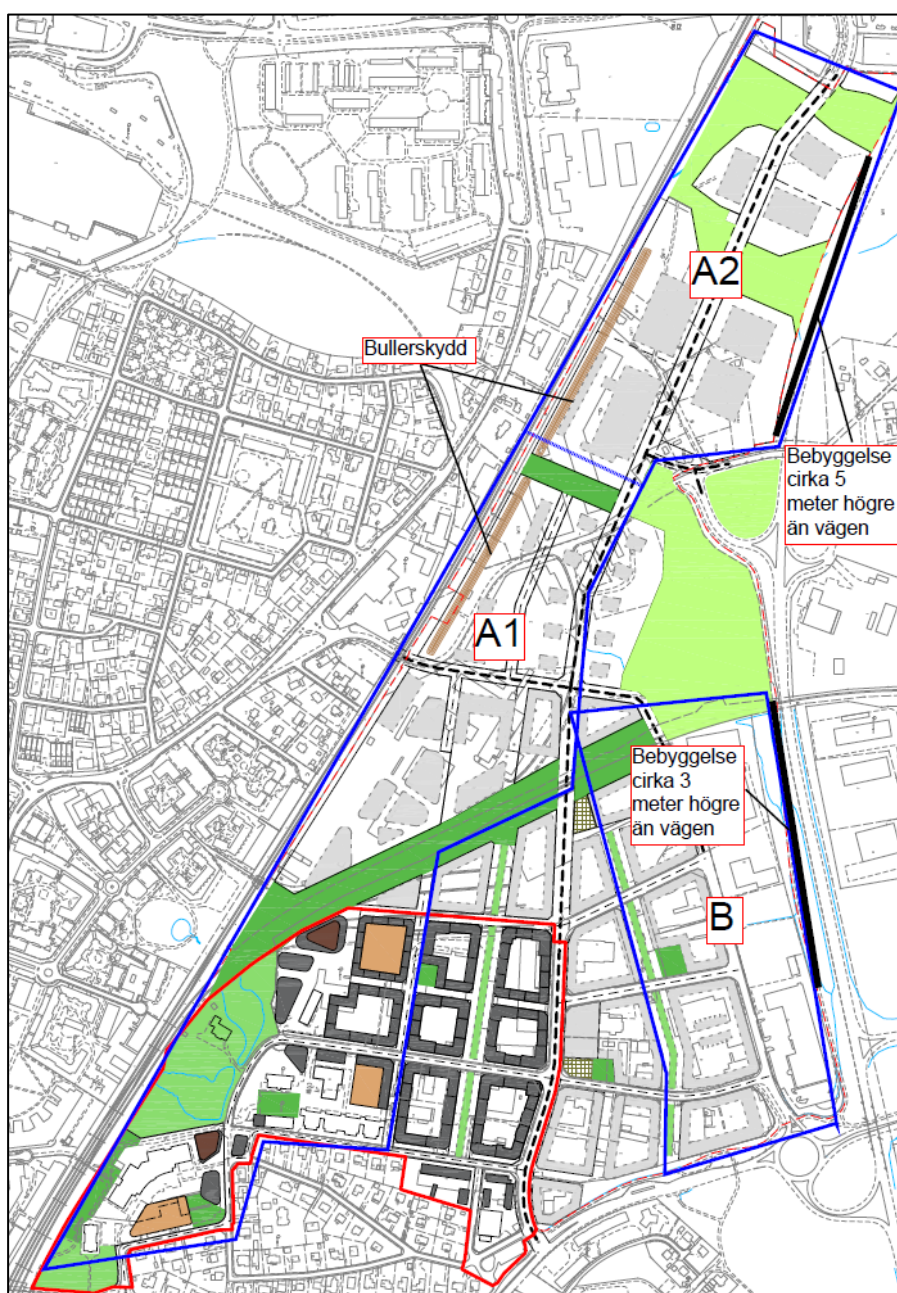 A2
Bullerskydd
Bebyggelse
cirka 5
meter högre
än vägen
A1
Bebyggelse
cirka 3
meter högre
än vägen
B